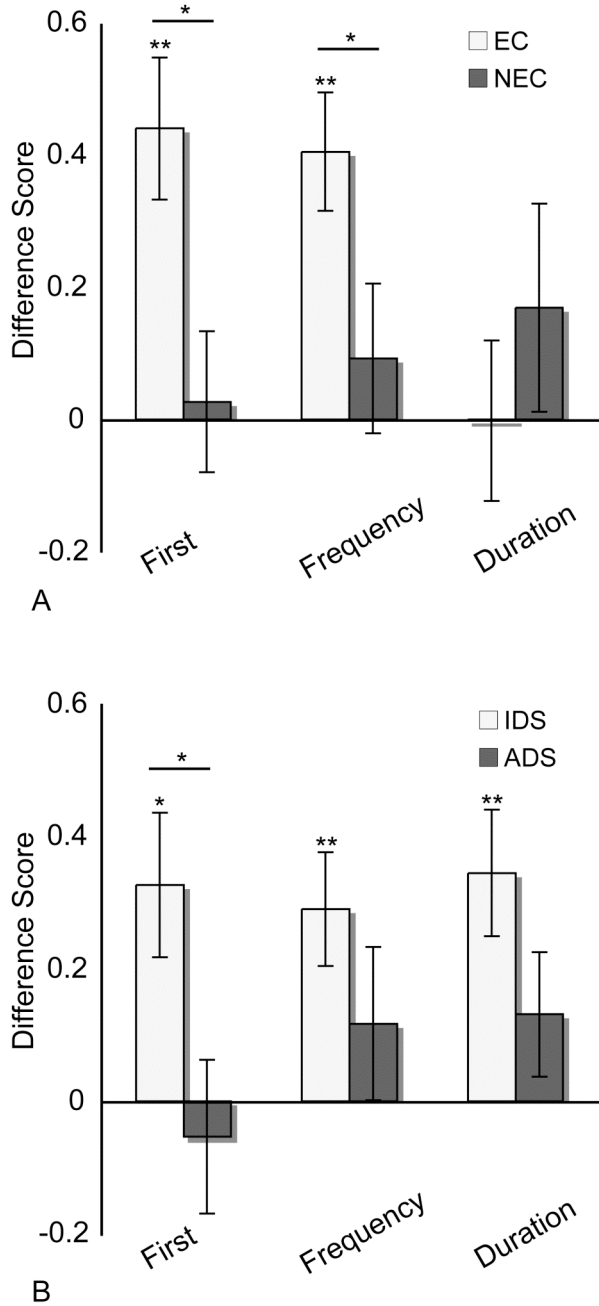 0.6
*
**
*
**
EC
NEC
0.4
Difference Score
0.2
0
-0.2
First
Frequency
Duration
A
0.6
IDS
ADS
*
*
**
**
0.4
Difference Score
0.2
0
-0.2
First
Frequency
Duration
B